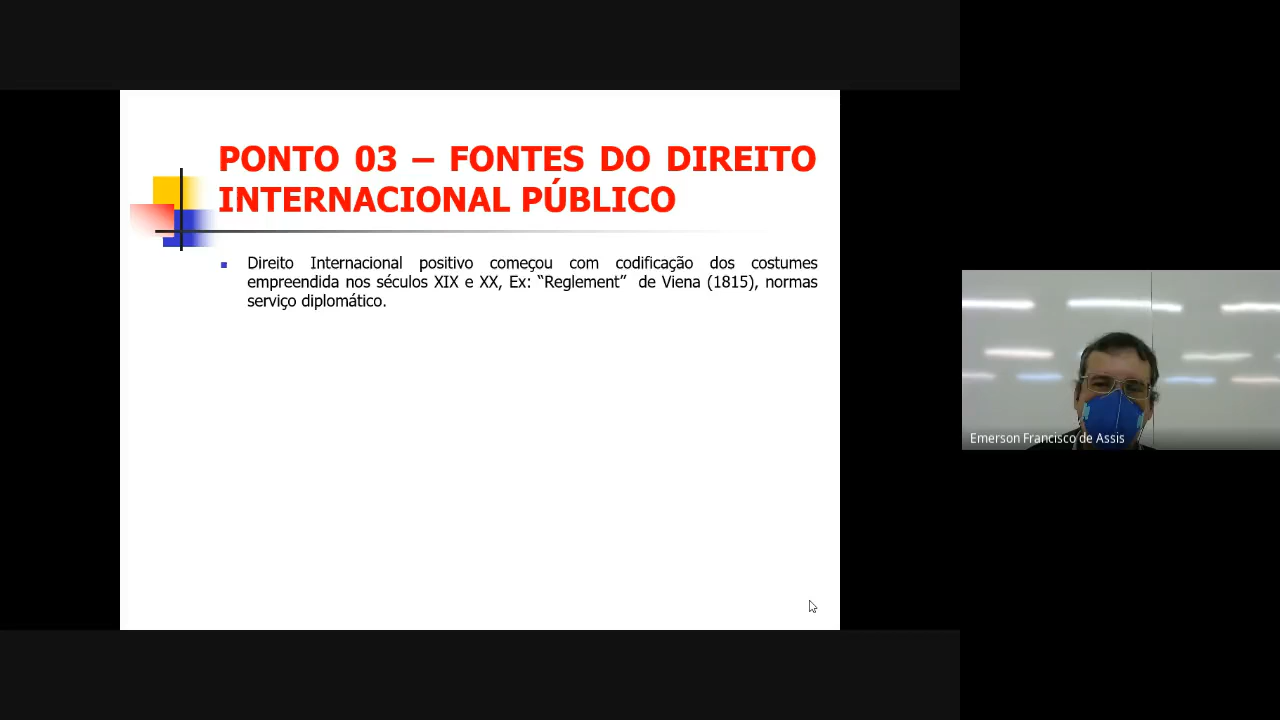 PONTO 03 – FONTES DO DIREITO
INTERNACIONAL PÚBLICO
Direito Internacional positivo começou com codificação dos costumes
empreendida nos séculos XIX e XX, Ex: “Reglement” de Viena (1815), normas
serviço diplomático.
Emerson Francisco de Assis